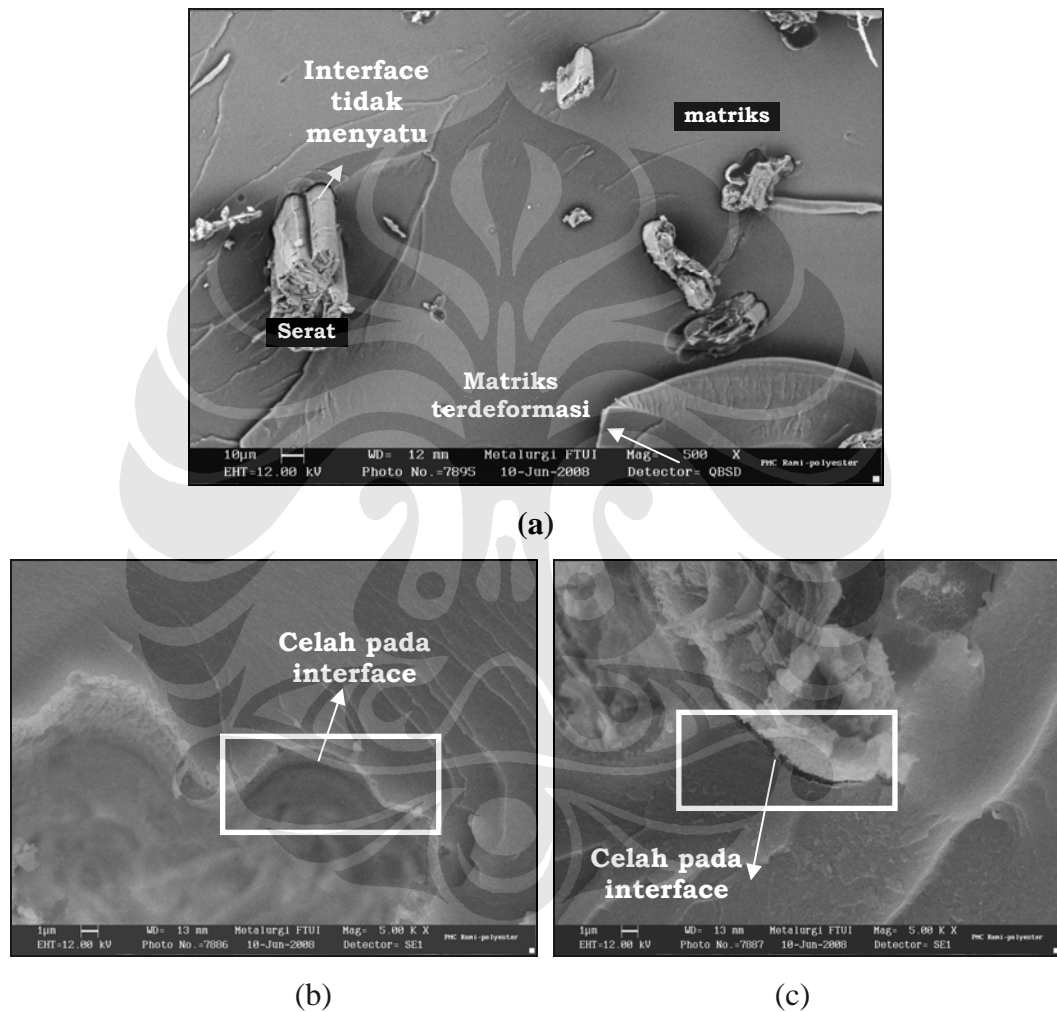 Interface
tidak
menyatu
matriks
Serat
Matriks
terdeformasi
10µm WD= 12 mm Metalurgi FTUI Mag= 500 X
EHT=12.00 kV Photo No.=7895 10-Jun-2008 Detector= QBSD
PMC Rami-polyester
(a)
Celah pada
interface
1µm WD= 13 mm Metalurgi FTUI Mag= 5.00 K X
EHT=12.00 kV Photo No.=7886 10-Jun-2008 Detector= SE1
PMC Rami-polyester
Celah pada
interface
1µm WD= 13 mm Metalurgi FTUI Mag= 5.00 K X
EHT=12.00 kV Photo No.=7887 10-Jun-2008 Detector= SE1
PMC Rami-polyester
(b)
(c)